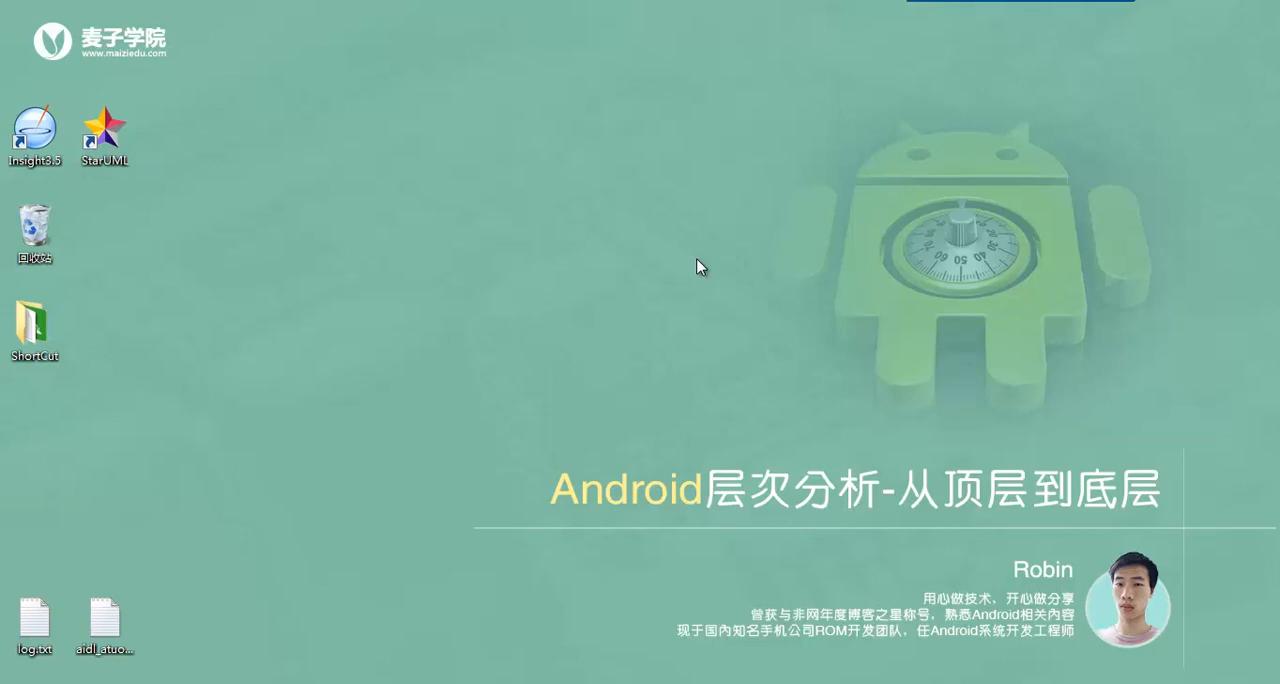 麦子学院
www.maiziedu.com
Insight3.5
StarUML
回收站
ShortCut
Android层次分析-从顶层到底层
Robin
用心做技术，开心做分享
曾获与非网年度博客之星称号，熟悉Android相关内容
现于国内知名手机公司ROM开发团队，任Android系统开发工程师
log.txt
aidl_atuo...